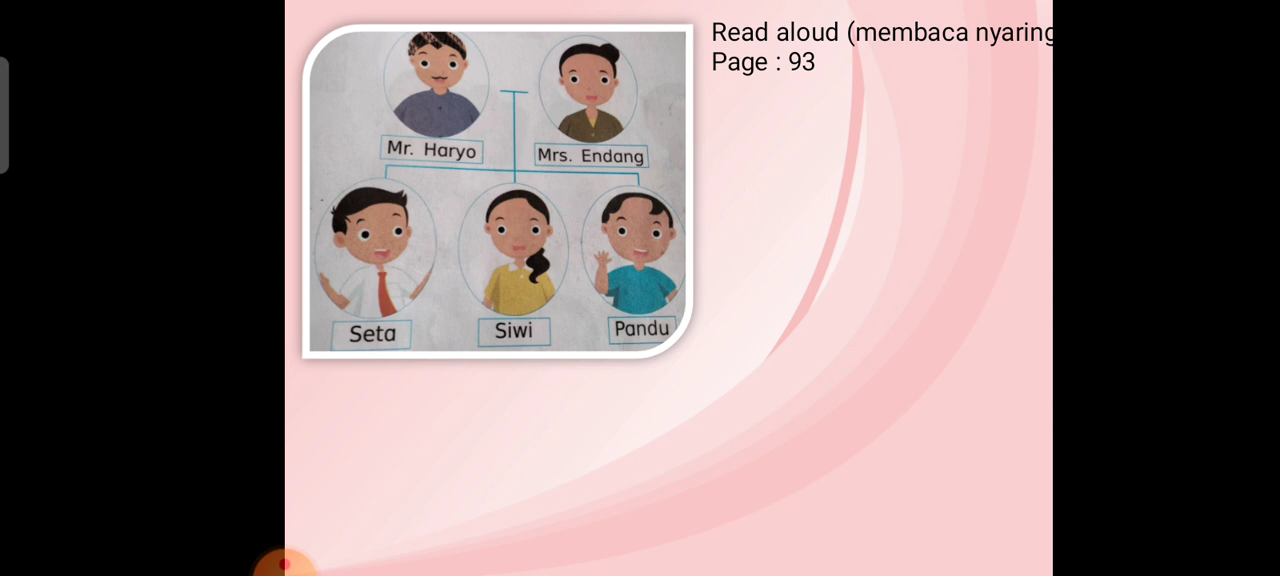 Read aloud (membaca nyaring
Page : 93
Mr. Haryo
Mrs. Endang
Seta
Siwi
Pandu